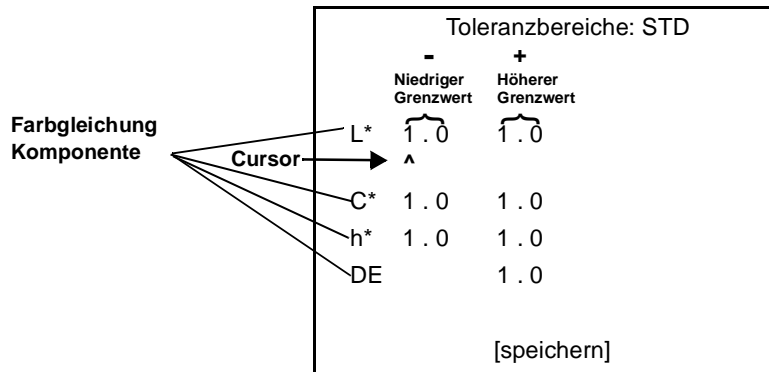 Toleranzbereiche: STD
- +
Niedriger Höherer
Grenzwert Grenzwert
Farbgleichung
Komponente
L* 1.0 1.0
Cursor ^
C* 1.0 1.0
h* 1.0 1.0
DE 1.0
[speichern]